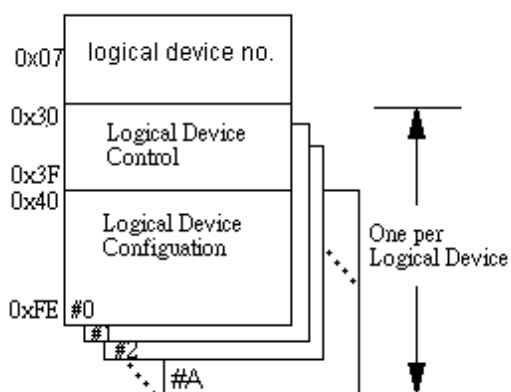 0x07
logical device no.
0x30
Logical Device
Control
0x3F
0x40
Logical Device
Configuation
One per
Logical Device
0xFE
#0
#1
#2
#A